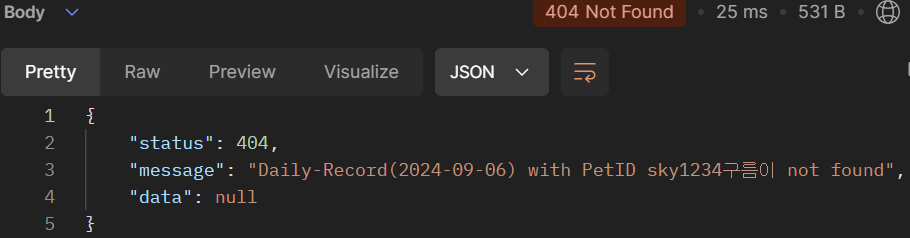 Body 404 Not Found • 25 ms • 531 B •
Pretty Raw Preview Visualize JSON
1 {
2 "status": 404,
3 "message": "Daily-Record(2024-09-06) with PetID sky1234구름이 not found",
4 "data": null
5 }